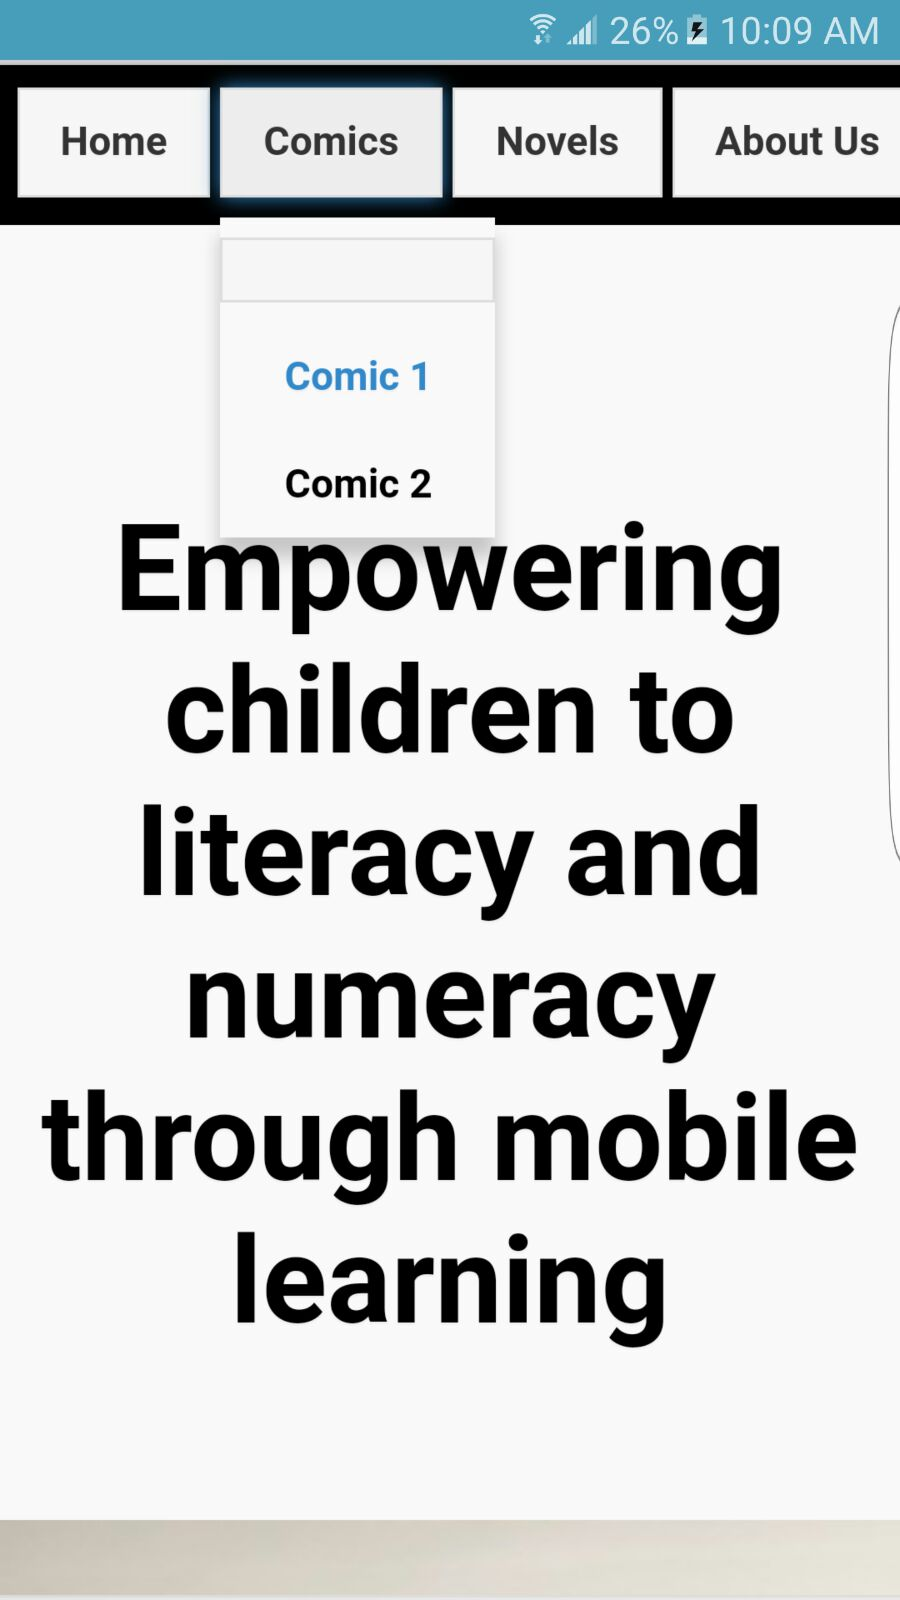 26% 10:09 AM
Home Comics Novels About Us
Comic 1
Comic 2
Empowering
children to
literacy and
numeracy
through mobile
learning